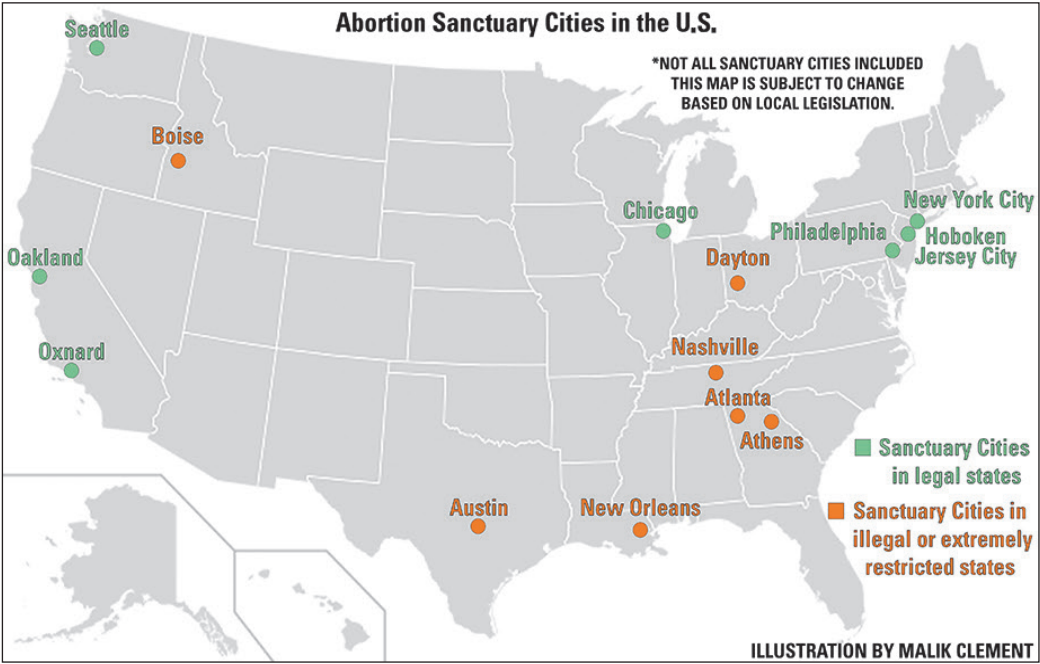 Abortion Sanctuary Cities in the U.S.
*NOT ALL SANCTUARY CITIES INCLUDED
THIS MAP IS SUBJECT TO CHANGE
BASED ON LOCAL LEGISLATION.
Seattle
Boise
New York City
Chicago
Philadelphia
Hoboken
Jersey City
Oakland
Dayton
Oxnard
Nashville
Atlanta
Athens
Sanctuary Cities
in legal states
Austin
New Orleans
Sanctuary Cities in
illegal or extremely
restricted states
ILLUSTRATION BY MALIK CLEMENT